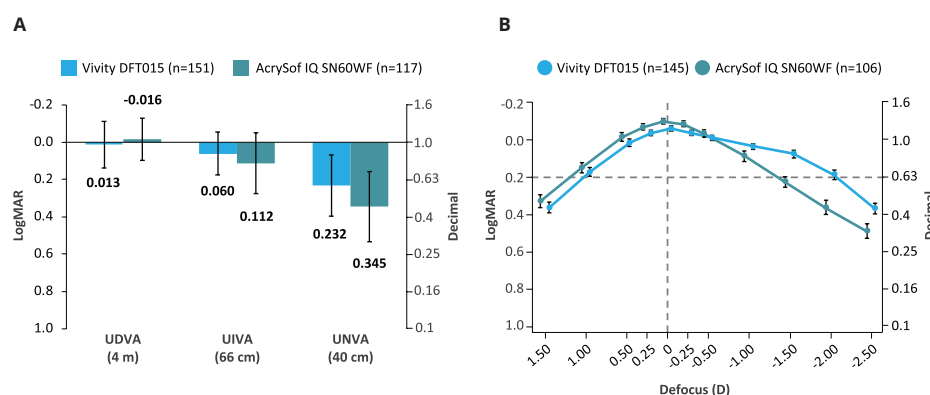 A
Vivity DFT015 (n=151)
AcrySof IQ SN60WF (n=117)
-0.2
0.0
0.2
0.4
0.6
0.8
1.0
LogMAR
1.6
1.0
0.63
0.4
0.25
0.16
0.1
Decimal
0.013
-0.016
0.060
0.112
0.232
0.345
UDVA
(4 m)
UIVA
(66 cm)
UNVA
(40 cm)
B
Vivity DFT015 (n=145)
AcrySof IQ SN60WF (n=106)
-0.2
0.0
0.2
0.4
0.6
0.8
1.0
LogMAR
1.6
1.0
0.63
0.4
0.25
0.16
0.1
Decimal
1.50
1.00
0.50
0.25
0
-0.25
-0.50
-1.00
-1.50
-2.00
-2.50
Defocus (D)